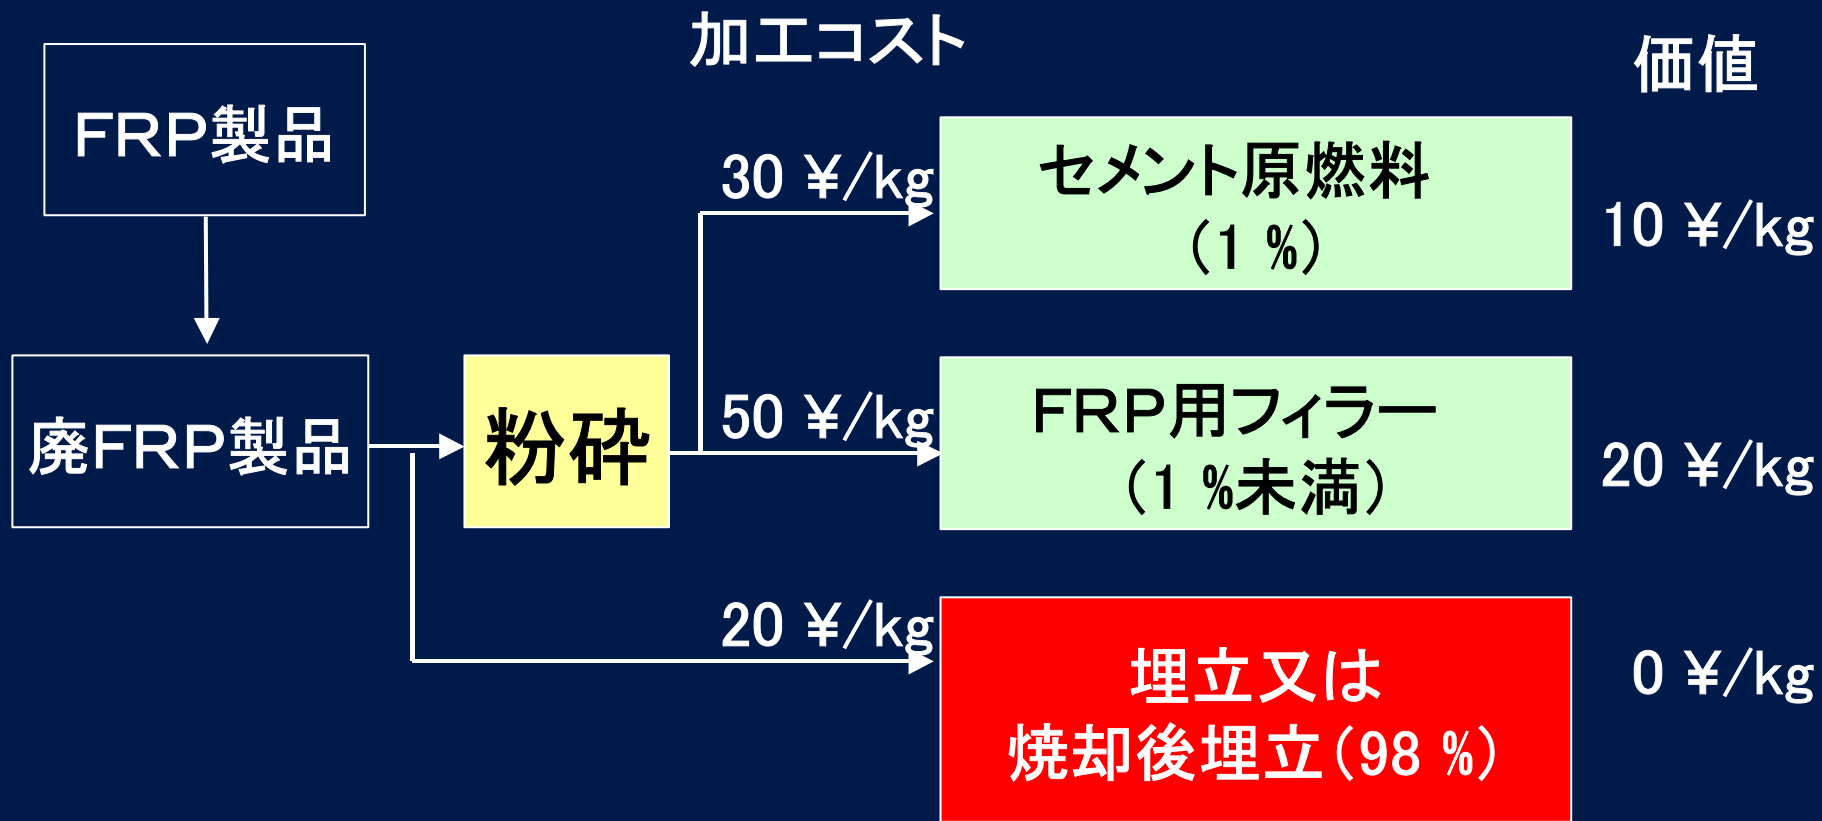 加工コスト
価値
FRP製品
30 ¥/kg
セメント原燃料
(1 %)
10 ¥/kg
廃FRP製品
粉砕
50 ¥/kg
FRP用フィラー
(1 %未満)
20 ¥/kg
20 ¥/kg
埋立又は
焼却後埋立(98 %)
0 ¥/kg